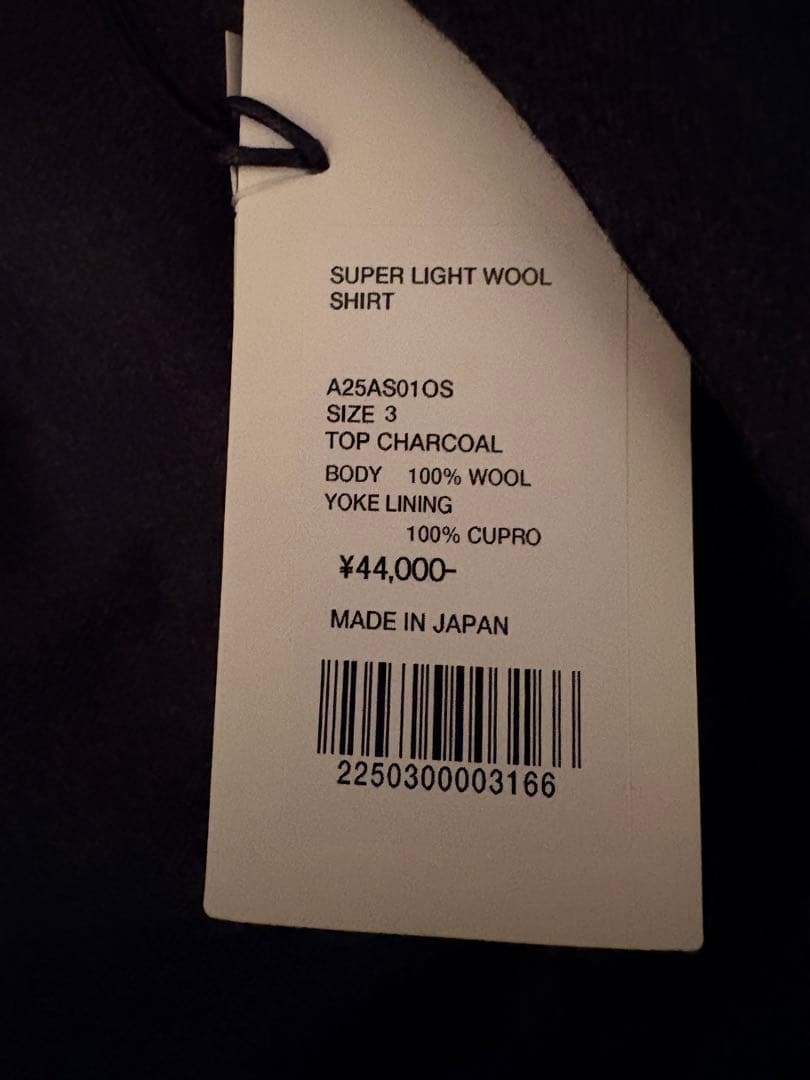 SUPER LIGHT WOOL
SHIRT
A25AS01OS
SIZE 3
TOP CHARCOAL
BODY 100% WOOL
YOKE LINING
100% CUPRO
¥44,000-
MADE IN JAPAN
2250300003166